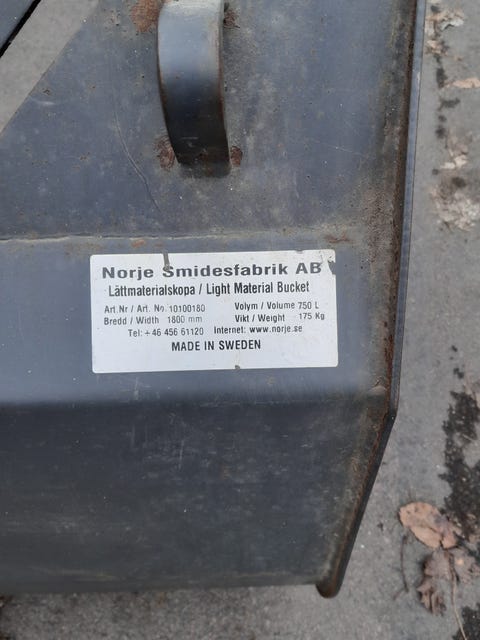 Norje Smidesfabrik AB
Lättmaterialskopa / Light Material Bucket
Art.Nr / Art. No. 10100180 Volym / Volume 750 L
Bredd / Width 1800 mm Vikt / Weight 175 Kg
Tel: +46 456 61120 Internet: www.norje.se
MADE IN SWEDEN